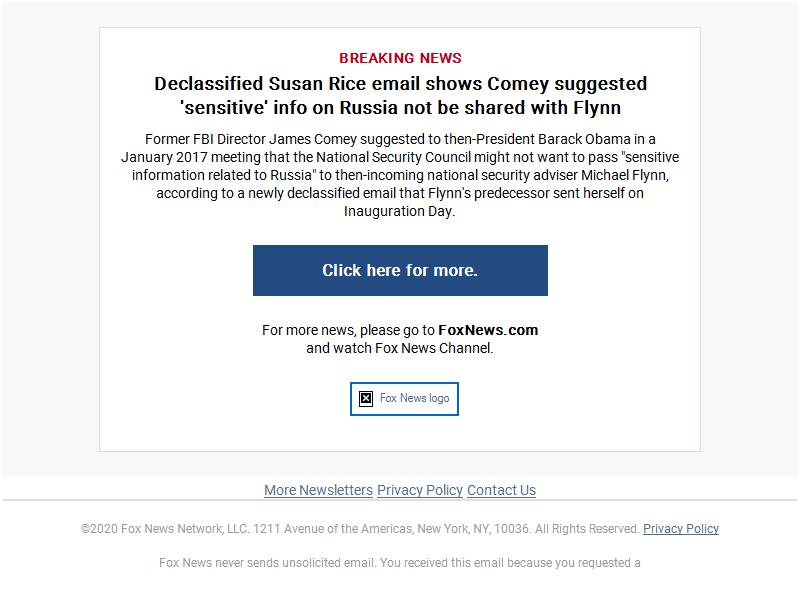 BREAKING NEWS
Declassified Susan Rice email shows Comey suggested
'sensitive' info on Russia not be shared with Flynn
Former FBI Director James Comey suggested to then-President Barack Obama in a
January 2017 meeting that the National Security Council might not want to pass "sensitive
information related to Russia" to then-incoming national security adviser Michael Flynn,
according to a newly declassified email that Flynn's predecessor sent herself on
Inauguration Day.
Click here for more.
For more news, please go to FoxNews.com
and watch Fox News Channel.
Fox News logo
More Newsletters Privacy Policy Contact Us
©2020 Fox News Network, LLC. 1211 Avenue of the Americas, New York, NY, 10036. All Rights Reserved. Privacy Policy
Fox News never sends unsolicited email. You received this email because you requested a